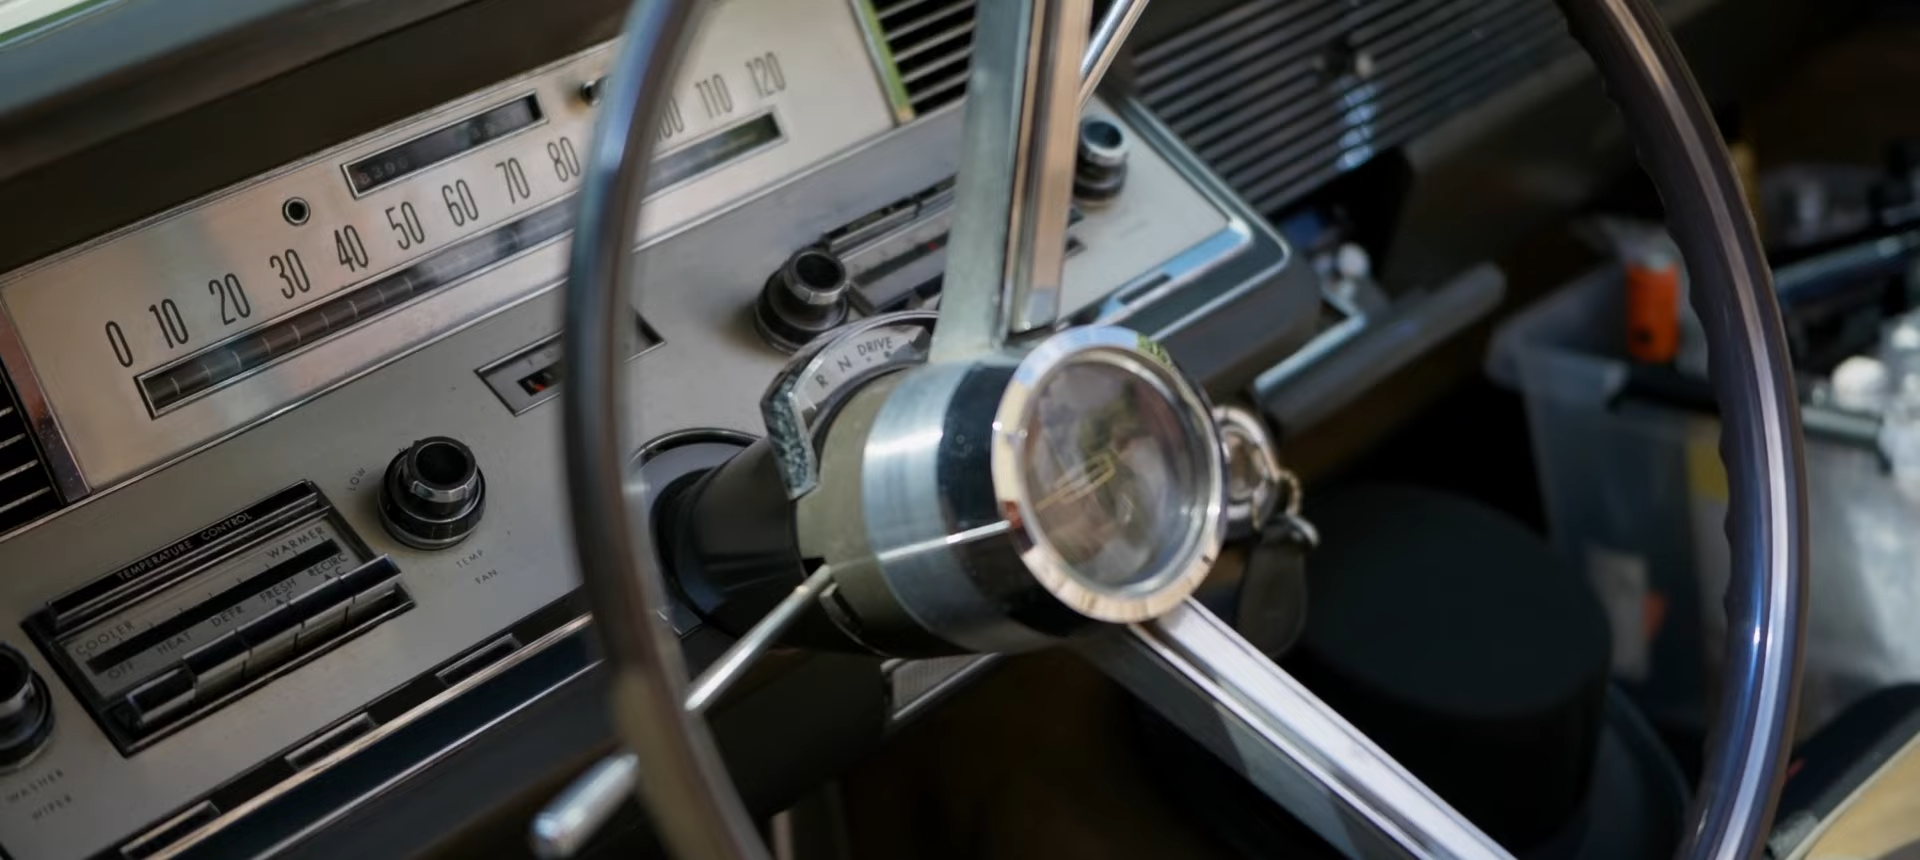 0 10 20 30 40 50 60 70 80 100 110 120
R N DRIVE
LOW
TEMP
FAN
TEMPERATURE CONTROL
COOLER WARMER
OFF HEAT DEFR FRESH A/C RECIRC A/C
WASHER
WIPER